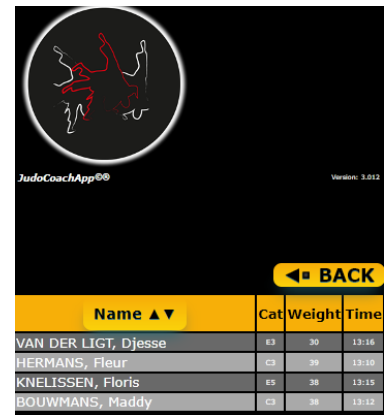 JudoCoachApp©® Version: 3.012
◄▪ BACK
Name ▲▼ Cat Weight Time
VAN DER LIGT, Djesse E3 30 13:16
HERMANS, Fleur C3 39 13:10
KNELISSEN, Floris E5 38 13:15
BOUWMANS, Maddy C3 38 13:12